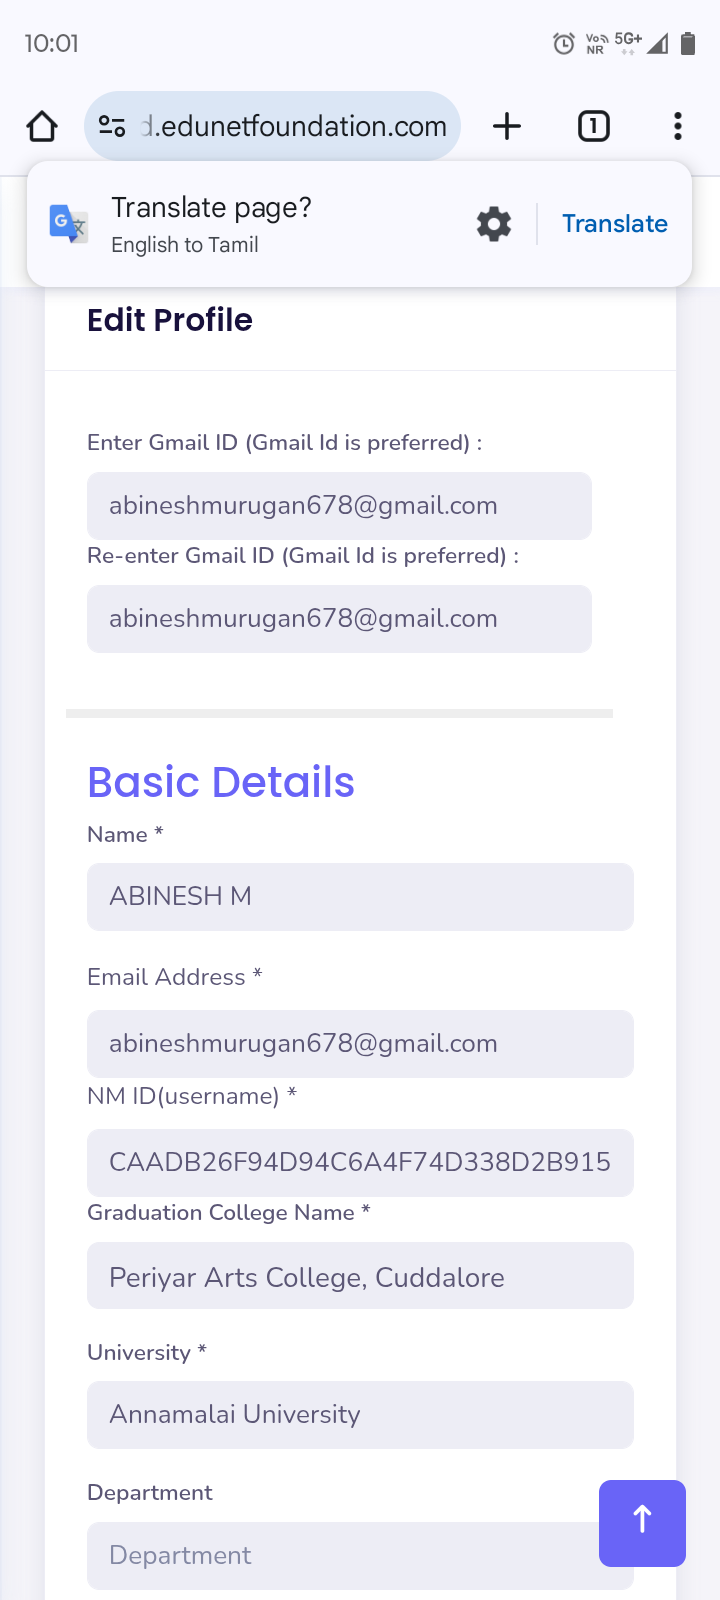 10:01
Vo
NR
5G+
d.edunetfoundation.com
1
Translate page?
English to Tamil
Translate
Edit Profile
Enter Gmail ID (Gmail Id is preferred) :
abineshmurugan678@gmail.com
Re-enter Gmail ID (Gmail Id is preferred) :
abineshmurugan678@gmail.com
Basic Details
Name *
ABINESH M
Email Address *
abineshmurugan678@gmail.com
NM ID(username) *
CAADB26F94D94C6A4F74D338D2B915
Graduation College Name *
Periyar Arts College, Cuddalore
University *
Annamalai University
Department
Department